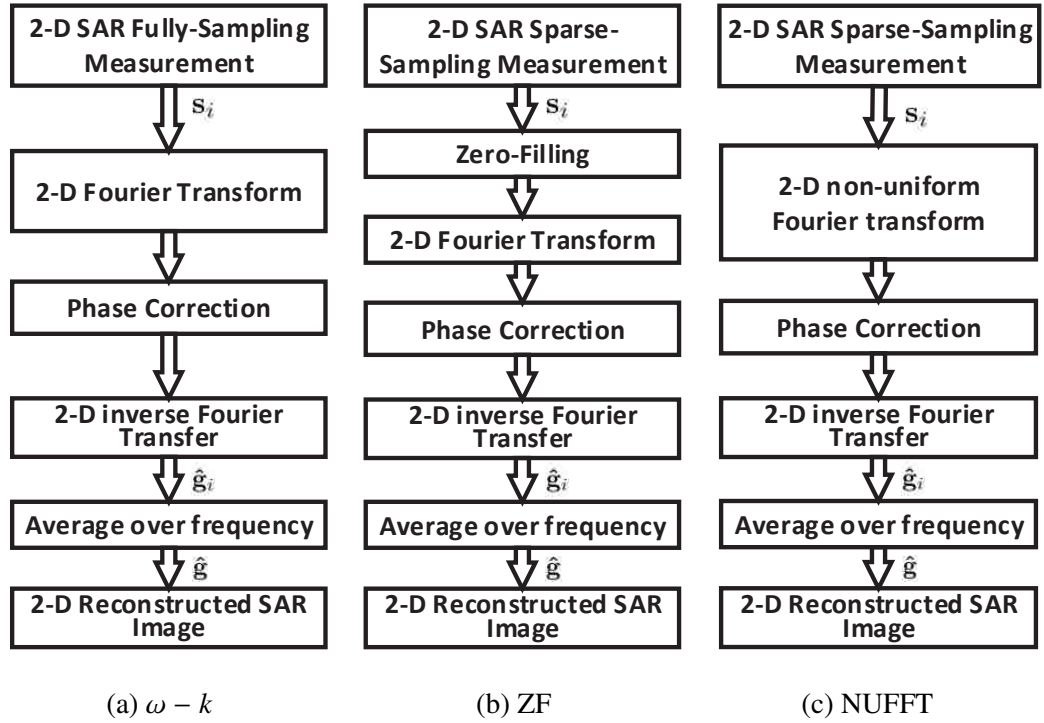 2-D SAR Fully-Sampling
Measurement
s_i
2-D Fourier Transform
Phase Correction
2-D inverse Fourier
Transfer
ĝ_i
Average over frequency
ĝ
2-D Reconstructed SAR
Image
(a) ω − k
2-D SAR Sparse-
Sampling Measurement
s_i
Zero-Filling
2-D Fourier Transform
Phase Correction
2-D inverse Fourier
Transfer
ĝ_i
Average over frequency
ĝ
2-D Reconstructed SAR
Image
(b) ZF
2-D SAR Sparse-Sampling
Measurement
s_i
2-D non-uniform
Fourier transform
Phase Correction
2-D inverse Fourier
Transfer
ĝ_i
Average over frequency
ĝ
2-D Reconstructed SAR
Image
(c) NUFFT